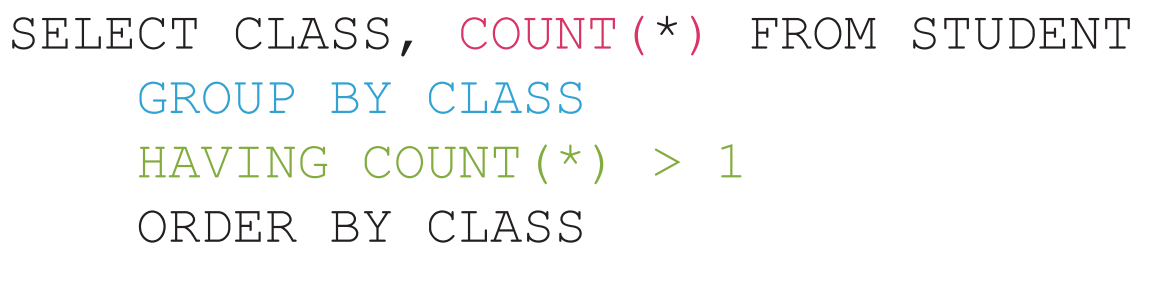 SELECT CLASS, COUNT(*) FROM STUDENT
GROUP BY CLASS
HAVING COUNT(*) > 1
ORDER BY CLASS